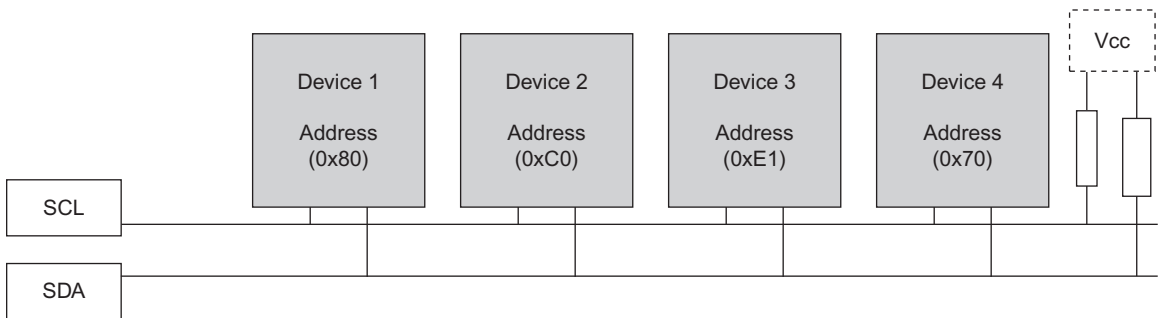 Device 1
Address
(0x80)
Device 2
Address
(0xC0)
Device 3
Address
(0xE1)
Device 4
Address
(0x70)
Vcc
SCL
SDA